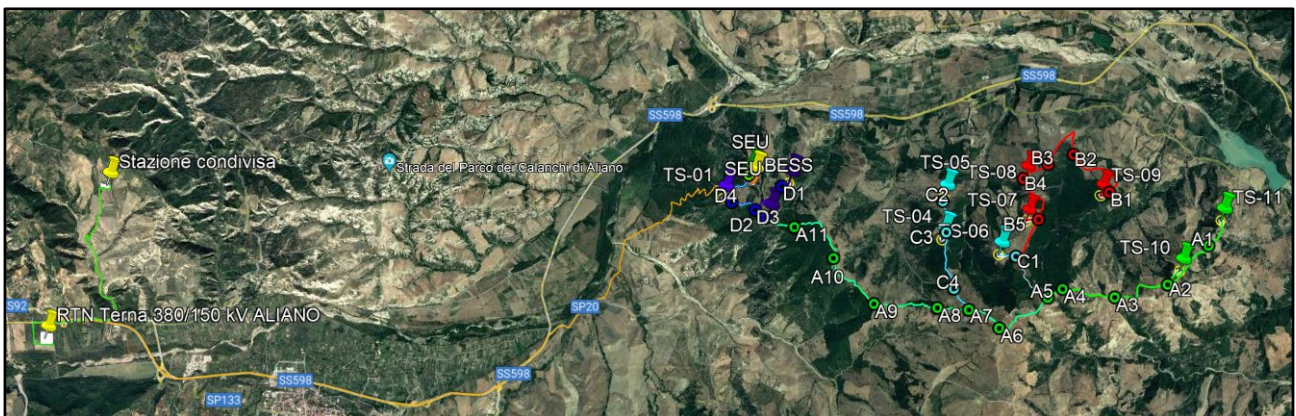 SS598
SS598
SS598
SEU
SEU
BESS
TS-01
D4
D1
D2
D3
Stazione condivisa
Strada del Parco dei Calanchi di Aliano
TS-05
TS-08
B3
B2
TS-09
B4
B1
C2
TS-07
TS-11
TS-04
B5
C3
S-06
A11
A1
TS-10
C1
A10
C4
A2
A5
A4
A3
SP20
A9
A8
A7
A6
S92
RTN Terna 380/150 kV ALIANO
SS598
SS598
SP133